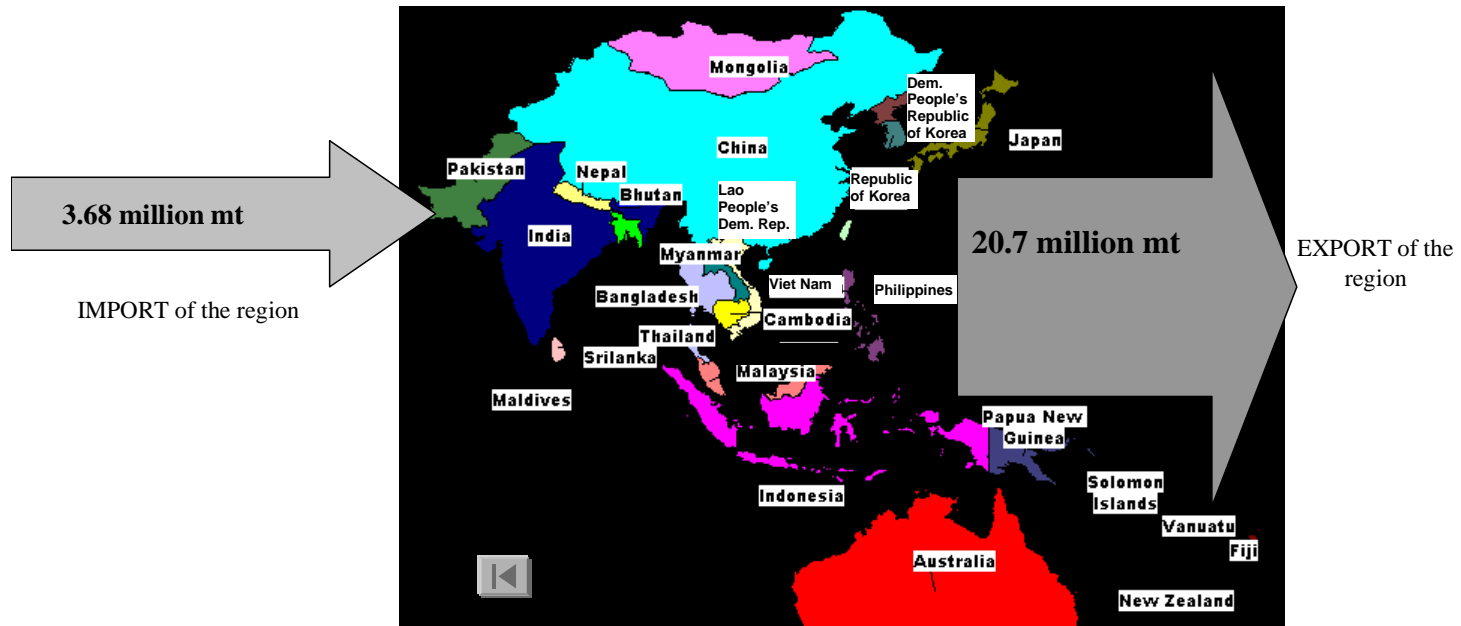 Mongolia
Dem.
People's
Republic
of Korea
Japan
China
Pakistan
Nepal
Bhutan
Republic
of Korea
Lao
People's
Dem. Rep.
3.68 million mt
India
20.7 million mt
EXPORT of the
region
Myanmar
Viet Nam
Philippines
Bangladesh
IMPORT of the region
Cambodia
Thailand
Srilanka
Malaysia
Maldives
Papua New
Guinea
Indonesia
Solomon
Islands
Vanuatu
Fiji
Australia
New Zealand